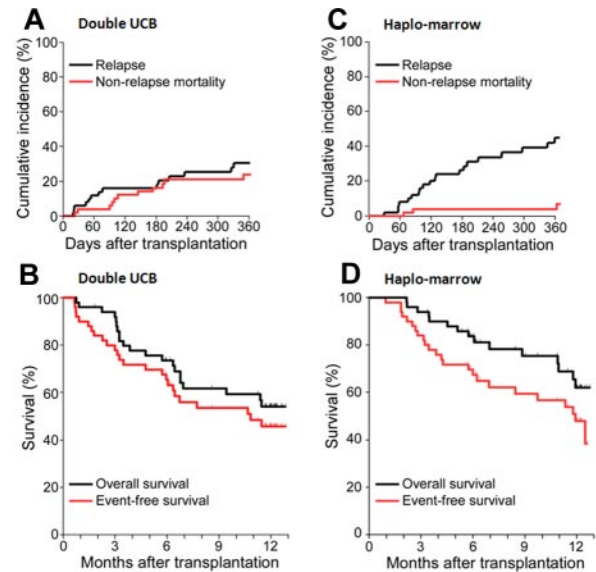 A
Double UCB
Cumulative incidence (%)
100
80
60
40
20
0
Relapse
Non-relapse mortality
0 60 120 180 240 300 360
Days after transplantation
C
Haplo-marrow
Cumulative incidence (%)
100
80
60
40
20
0
Relapse
Non-relapse mortality
0 60 120 180 240 300 360
Days after transplantation
B
Double UCB
Survival (%)
100
80
60
40
20
0
Overall survival
Event-free survival
0 3 6 9 12
Months after transplantation
D
Haplo-marrow
Survival (%)
100
80
60
40
20
0
Overall survival
Event-free survival
0 3 6 9 12
Months after transplantation